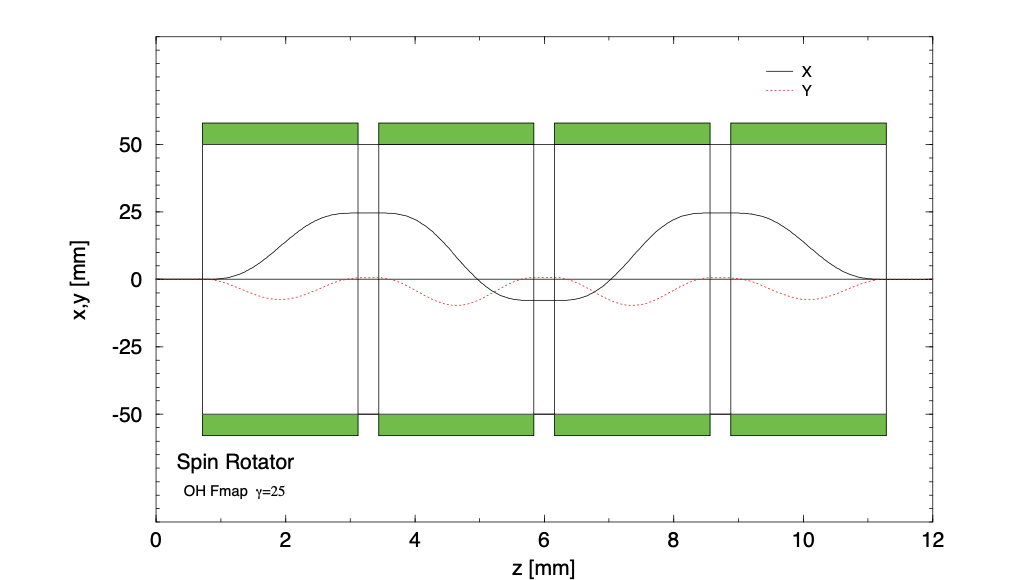 X
Y
50
25
0
-25
-50
x,y [mm]
Spin Rotator
OH Fmap γ=25
0 2 4 6 8 10 12
z [mm]